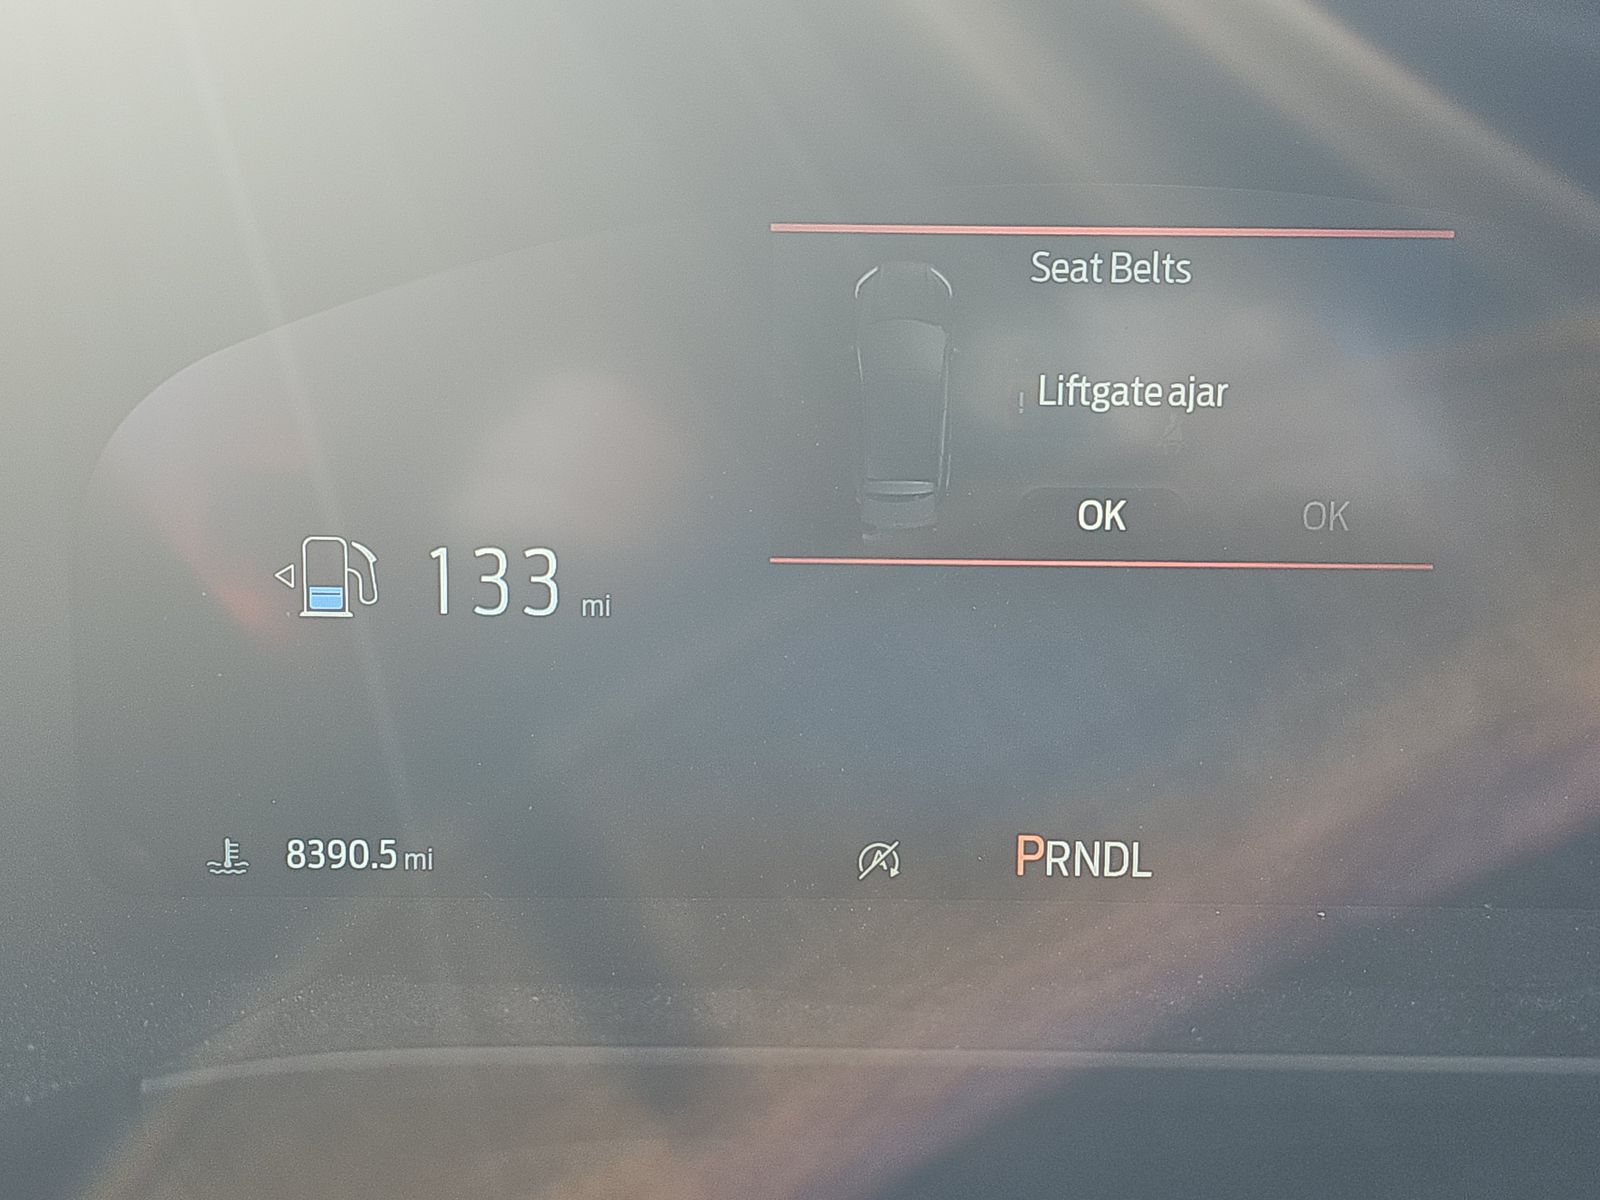 Seat Belts
! Liftgate ajar
OK OK
133 mi
8390.5 mi A PRNDL